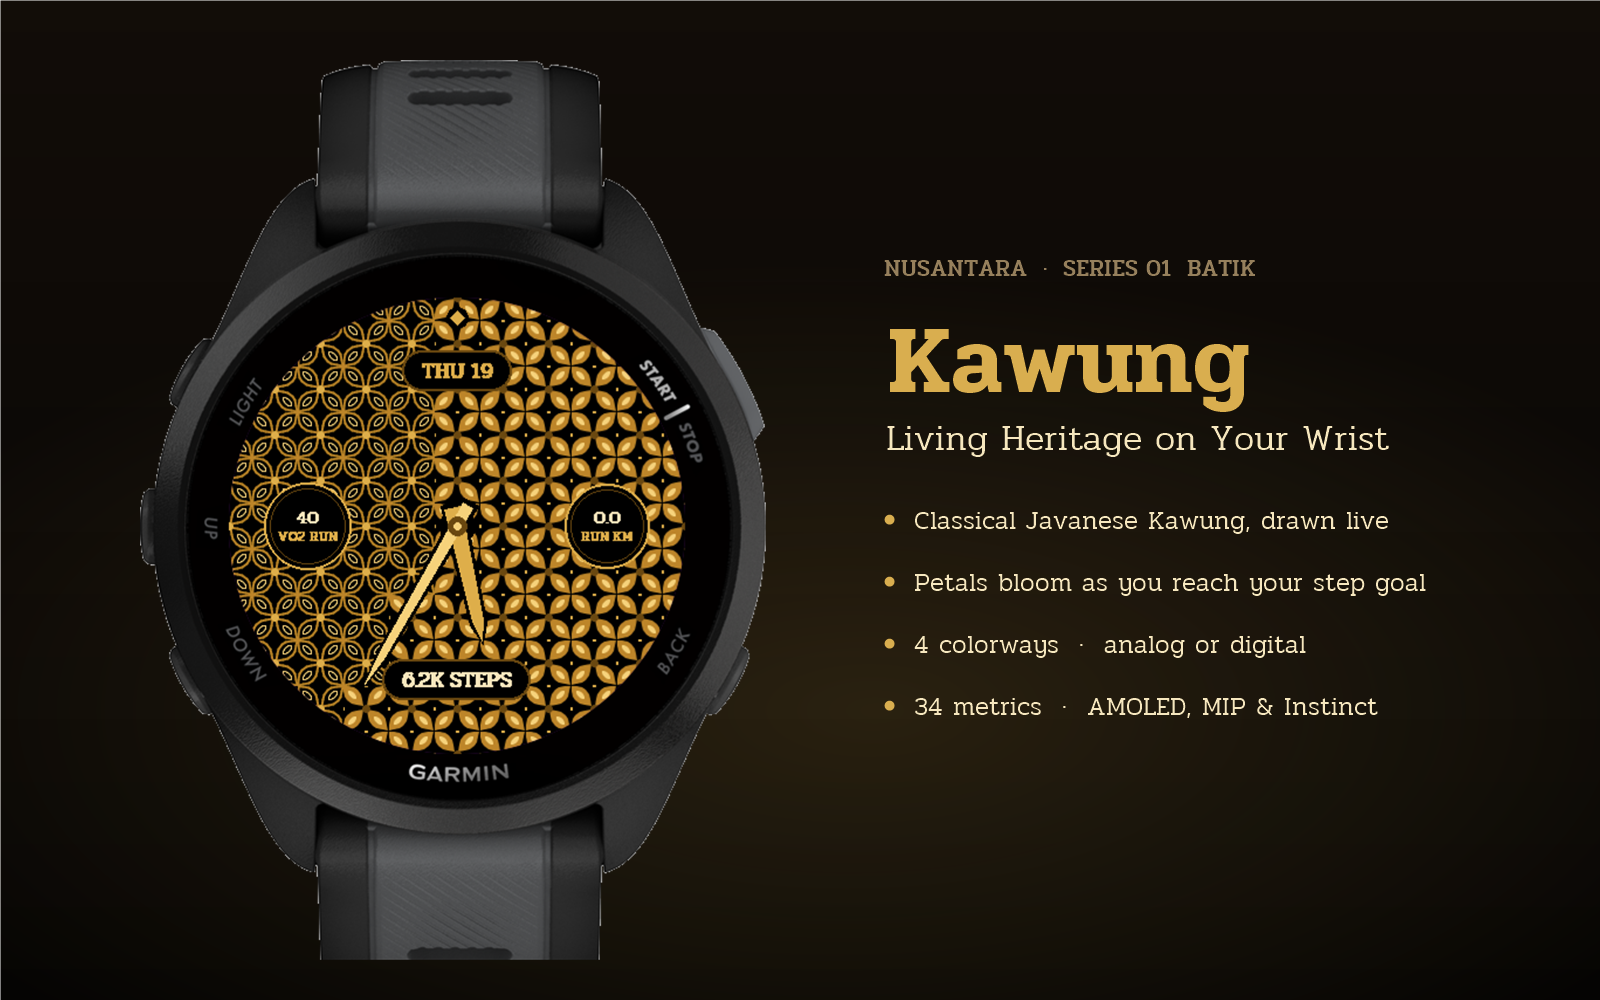 NUSANTARA · SERIES 01 BATIK
Kawung
Living Heritage on Your Wrist
Classical Javanese Kawung, drawn live
Petals bloom as you reach your step goal
4 colorways · analog or digital
34 metrics · AMOLED, MIP & Instinct
THU 19
LIGHT
START
STOP
UP
40
VO2 RUN
0.0
RUN KM
DOWN
BACK
6.2K STEPS
GARMIN